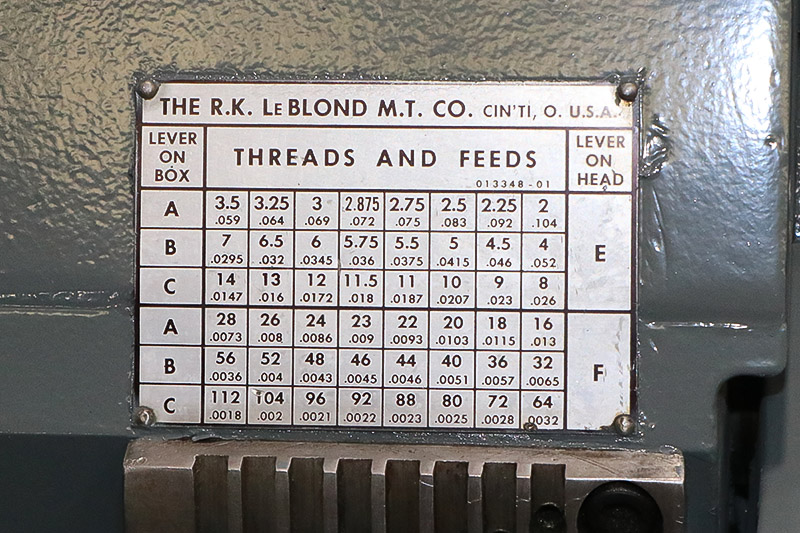 THE R.K. LE BLOND M.T. CO. CIN'TI, O. U.S.A.
LEVER ON BOX
THREADS AND FEEDS
013348-01
LEVER ON HEAD
A 3.5 3.25 3 2.875 2.75 2.5 2.25 2
.059 .064 .069 .072 .075 .083 .092 .104
B 7 6.5 6 5.75 5.5 5 4.5 4
.0295 .032 .0345 .036 .0375 .0415 .046 .052
E
C 14 13 12 11.5 11 10 9 8
.0147 .016 .0172 .018 .0187 .0207 .023 .026
A 28 26 24 23 22 20 18 16
.0073 .008 .0086 .009 .0093 .0103 .0115 .013
B 56 52 48 46 44 40 36 32
.0036 .004 .0043 .0045 .0046 .0051 .0057 .0065
F
C 112 104 96 92 88 80 72 64
.0018 .002 .0021 .0022 .0023 .0025 .0028 .0032